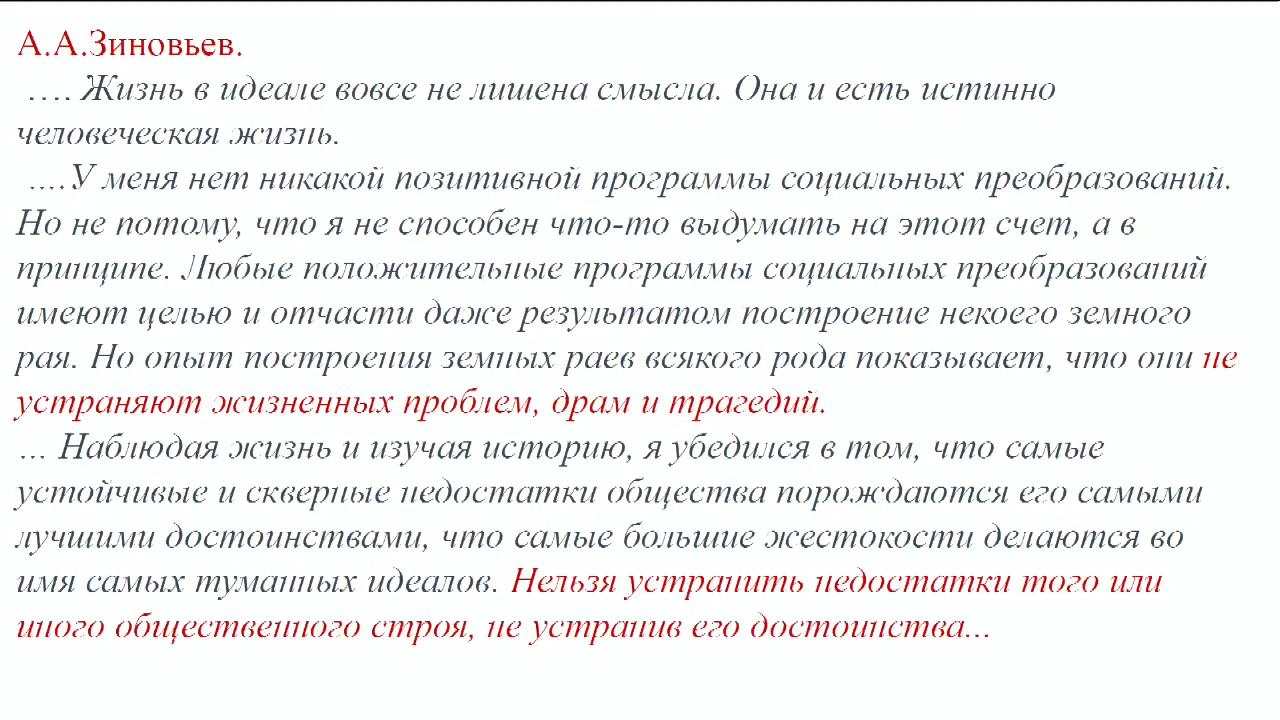 А.А.Зиновьев.
…. Жизнь в идеале вовсе не лишена смысла. Она и есть истинно
человеческая жизнь.
….У меня нет никакой позитивной программы социальных преобразований.
Но не потому, что я не способен что-то выдумать на этот счет, а в
принципе. Любые положительные программы социальных преобразований
имеют целью и отчасти даже результатом построение некоего земного
рая. Но опыт построения земных раев всякого рода показывает, что они не
устраняют жизненных проблем, драм и трагедий.
… Наблюдая жизнь и изучая историю, я убедился в том, что самые
устойчивые и скверные недостатки общества порождаются его самыми
лучшими достоинствами, что самые большие жестокости делаются во
имя самых туманных идеалов. Нельзя устранить недостатки того или
иного общественного строя, не устранив его достоинства...